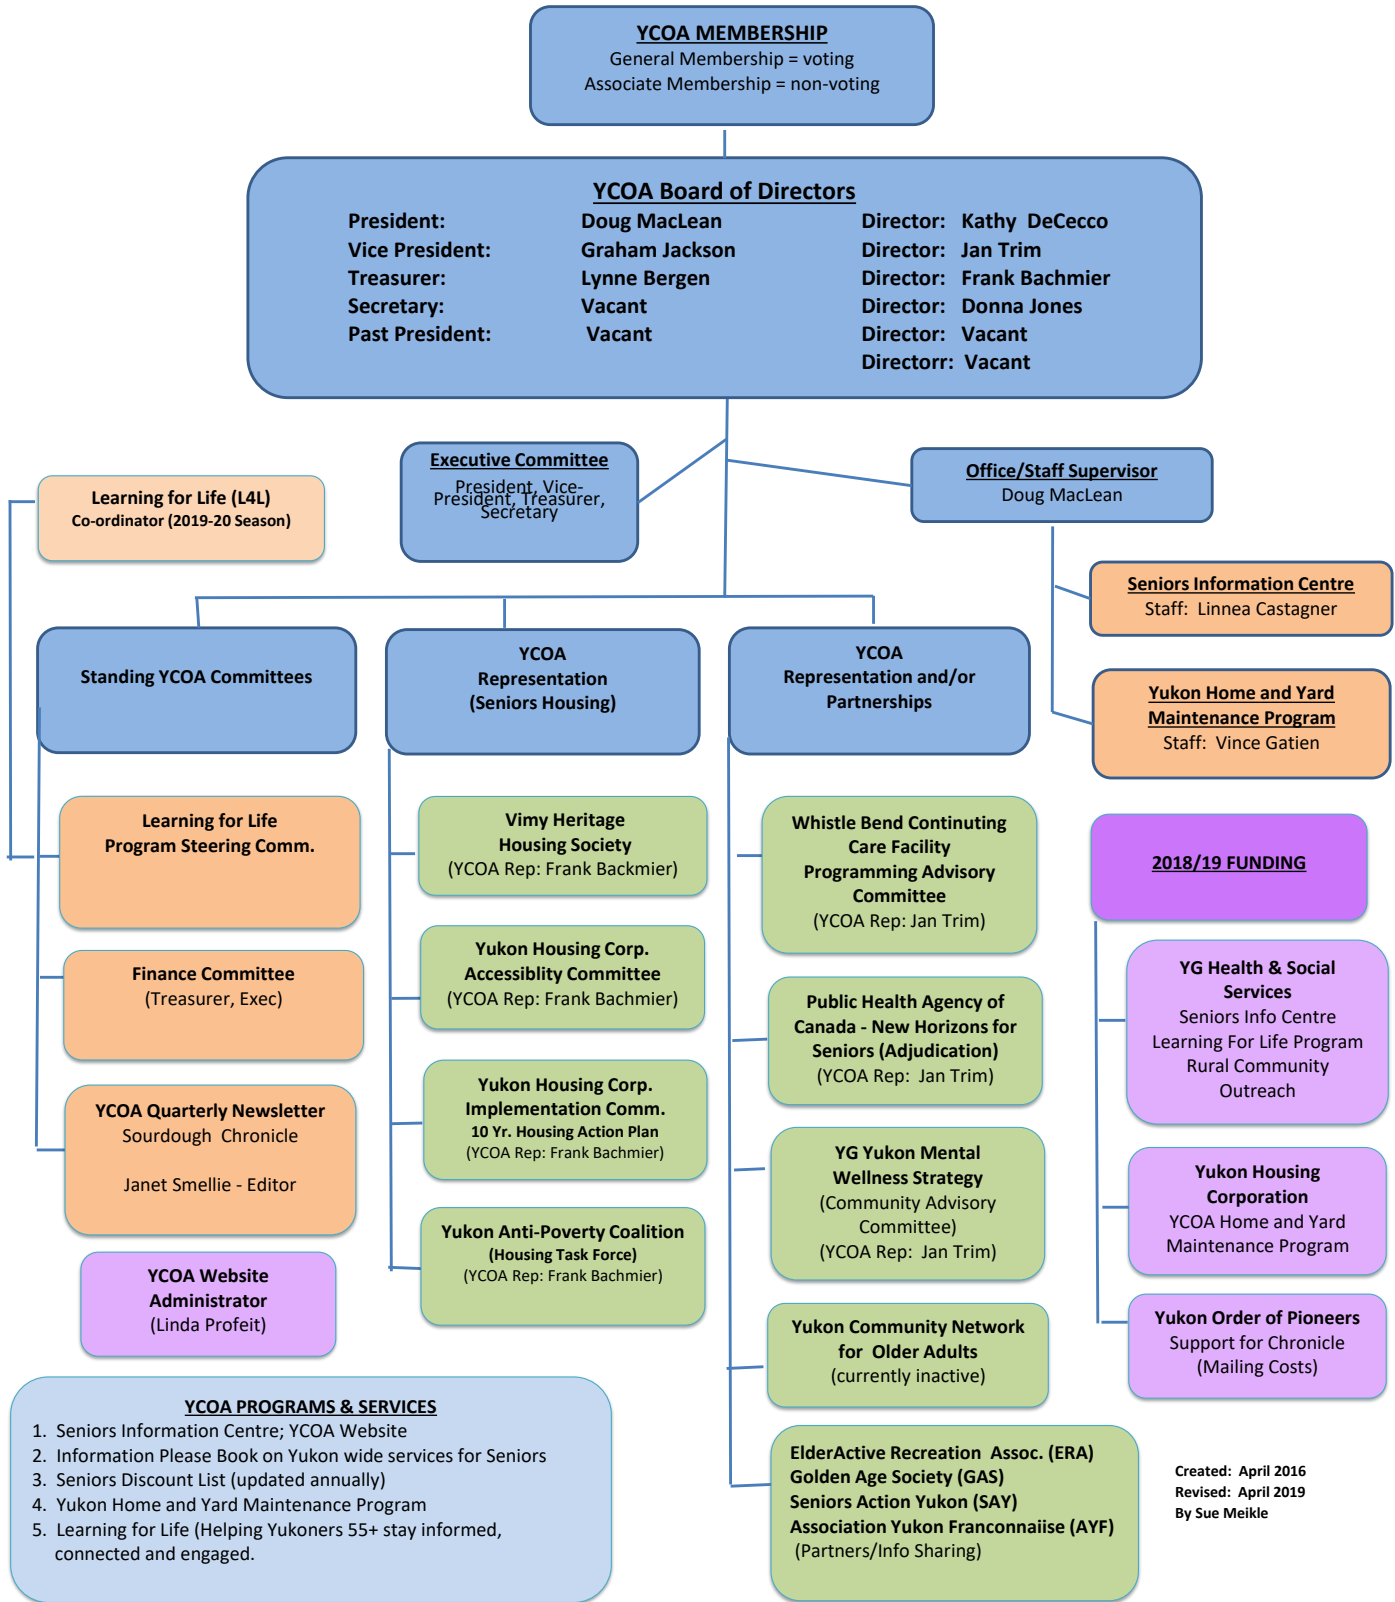 YCOA MEMBERSHIP
General Membership = voting
Associate Membership = non-voting
YCOA Board of Directors
President: Doug MacLean Director: Kathy DeCecco
Vice President: Graham Jackson Director: Jan Trim
Treasurer: Lynne Bergen Director: Frank Bachmier
Secretary: Vacant Director: Donna Jones
Past President: Vacant Director: Vacant
Directorr: Vacant
Executive Committee
President, Vice-
President, Treasurer,
Secretary
Office/Staff Supervisor
Doug MacLean
Learning for Life (L4L)
Co-ordinator (2019-20 Season)
Seniors Information Centre
Staff: Linnea Castagner
Yukon Home and Yard
Maintenance Program
Staff: Vince Gatien
Standing YCOA Committees
Learning for Life
Program Steering Comm.
Finance Committee
(Treasurer, Exec)
YCOA Quarterly Newsletter
Sourdough Chronicle
Janet Smellie - Editor
YCOA Website
Administrator
(Linda Profeit)
YCOA
Representation
(Seniors Housing)
Vimy Heritage
Housing Society
(YCOA Rep: Frank Backmier)
Yukon Housing Corp.
Accessiblity Committee
(YCOA Rep: Frank Bachmier)
Yukon Housing Corp.
Implementation Comm.
10 Yr. Housing Action Plan
(YCOA Rep: Frank Bachmier)
Yukon Anti-Poverty Coalition
(Housing Task Force)
(YCOA Rep: Frank Bachmier)
YCOA
Representation and/or
Partnerships
Whistle Bend Continuting
Care Facility
Programming Advisory
Committee
(YCOA Rep: Jan Trim)
Public Health Agency of
Canada - New Horizons for
Seniors (Adjudication)
(YCOA Rep: Jan Trim)
YG Yukon Mental
Wellness Strategy
(Community Advisory
Committee)
(YCOA Rep: Jan Trim)
Yukon Community Network
for Older Adults
(currently inactive)
ElderActive Recreation Assoc. (ERA)
Golden Age Society (GAS)
Seniors Action Yukon (SAY)
Association Yukon Franconnaiise (AYF)
(Partners/Info Sharing)
2018/19 FUNDING
YG Health & Social
Services
Seniors Info Centre
Learning For Life Program
Rural Community
Outreach
Yukon Housing
Corporation
YCOA Home and Yard
Maintenance Program
Yukon Order of Pioneers
Support for Chronicle
(Mailing Costs)
YCOA PROGRAMS & SERVICES
1. Seniors Information Centre; YCOA Website
2. Information Please Book on Yukon wide services for Seniors
3. Seniors Discount List (updated annually)
4. Yukon Home and Yard Maintenance Program
5. Learning for Life (Helping Yukoners 55+ stay informed,
connected and engaged.
Created: April 2016
Revised: April 2019
By Sue Meikle